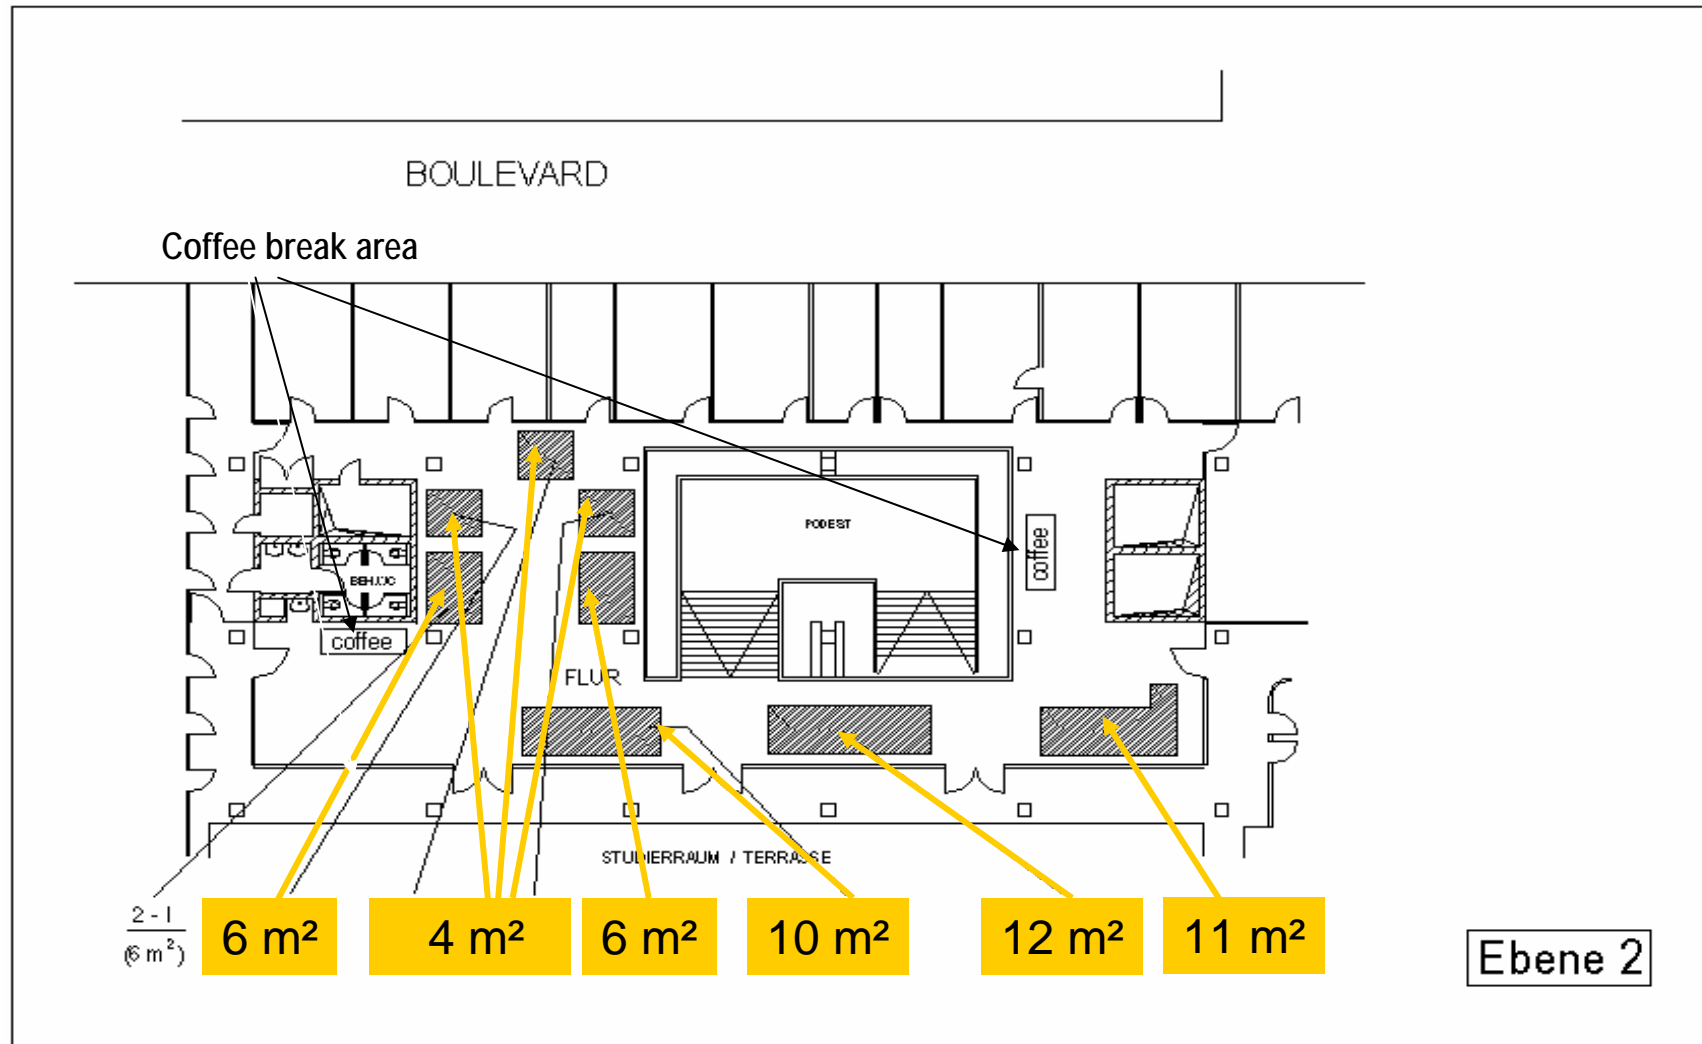 BOULEVARD
Coffee break area
PODEST
coffee
BEH.WC
coffee
FLUR
STUDIERRAUM / TERRASSE
2 - 1
(6 m²)
6 m²
4 m²
6 m²
10 m²
12 m²
11 m²
Ebene 2